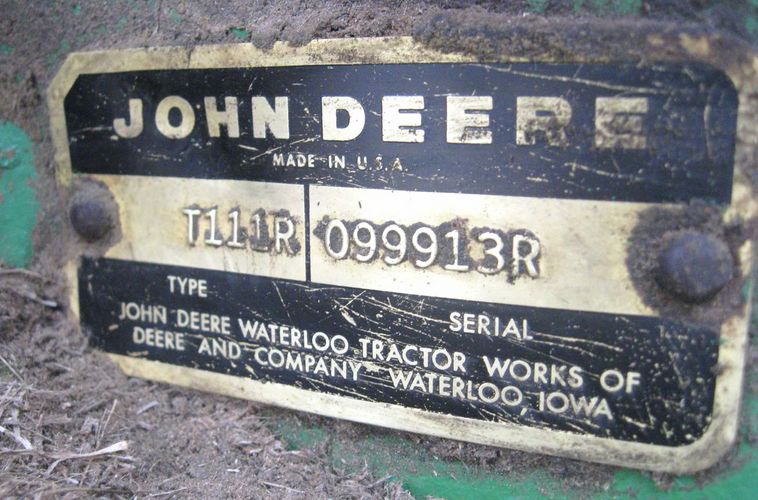 JOHN DEERE
MADE IN U.S.A.
T111R 099913R
TYPE SERIAL
JOHN DEERE WATERLOO TRACTOR WORKS OF
DEERE AND COMPANY WATERLOO, IOWA